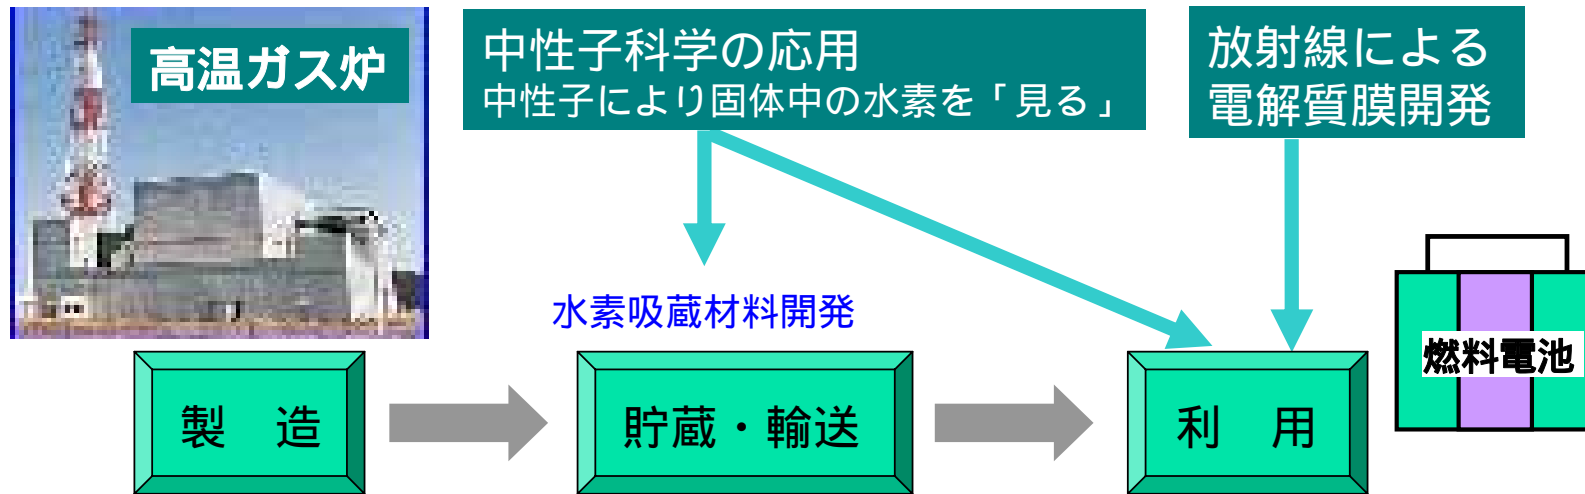 高温ガス炉
中性子科学の応用
中性子により固体中の水素を「見る」
放射線による
電解質膜開発
水素吸蔵材料開発
燃料電池
製　造
貯蔵・輸送
利　用